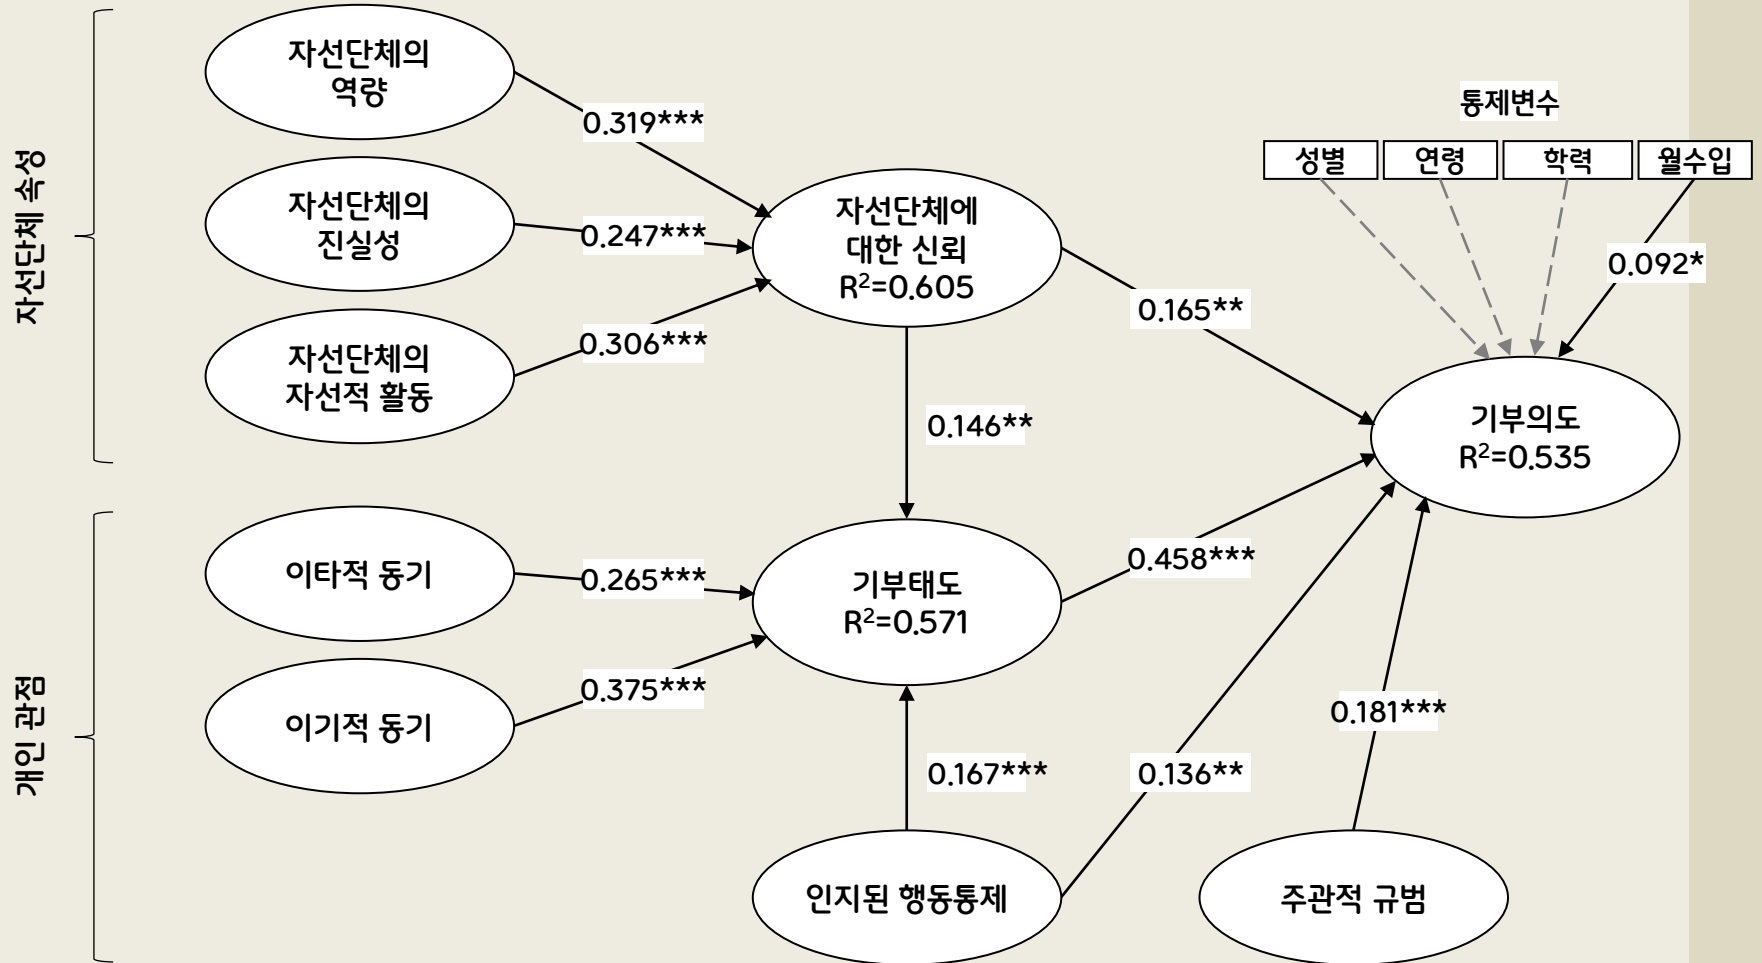 자선단체 속성
자선단체의
역량
0.319***
통제변수
성별
연령
학력
월수입
자선단체의
진실성
0.247***
자선단체에
대한 신뢰
R²=0.605
0.092*
0.165**
자선단체의
자선적 활동
0.306***
0.146**
기부의도
R²=0.535
개인 관점
이타적 동기
0.265***
기부태도
R²=0.571
0.458***
이기적 동기
0.375***
0.181***
0.167***
0.136**
인지된 행동통제
주관적 규범